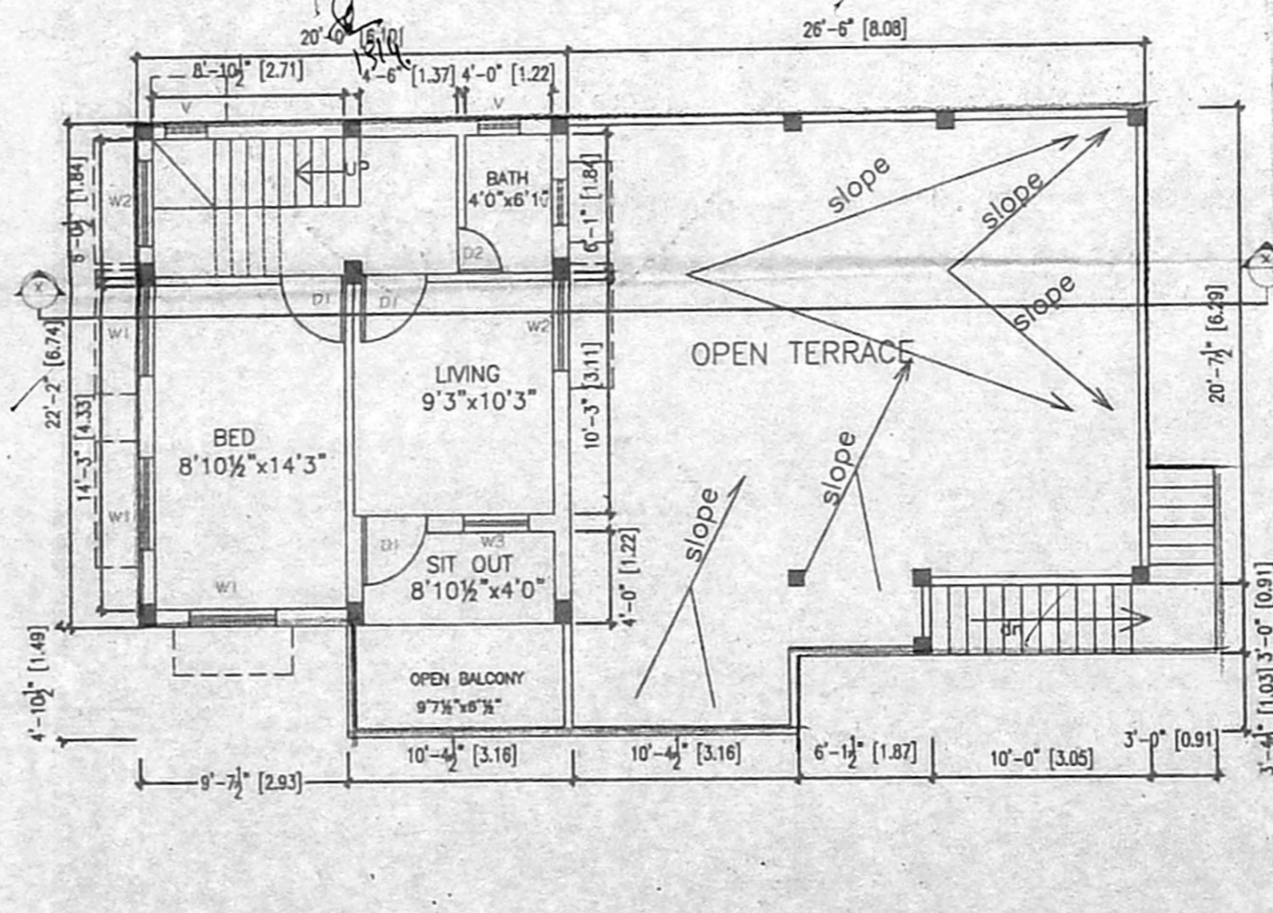 20'-0" [6.10]
26'-6" [8.08]
8'-10½" [2.71]
4'-6" [1.37]
4'-0" [1.22]
V
V
W2
UP
BATH
4'0"x6'1"
D2
[1.84]
6'-1" [1.84]
slope
slope
slope
X
X
D1
D1
W1
W2
22'-2" [6.74]
14'-3" [4.33]
LIVING
9'3"x10'3"
10'-3" [3.11]
OPEN TERRACE
20'-7½" [6.29]
BED
8'10½"x14'3"
slope
slope
W1
D1
W3
SIT OUT
8'10½"x4'0"
4'-0" [1.22]
W1
dn
3'-0" [0.91]
4'-10½" [1.49]
OPEN BALCONY
[1.03]
9'-7½" [2.93]
10'-4½" [3.16]
10'-4½" [3.16]
6'-1½" [1.87]
10'-0" [3.05]
3'-0" [0.91]